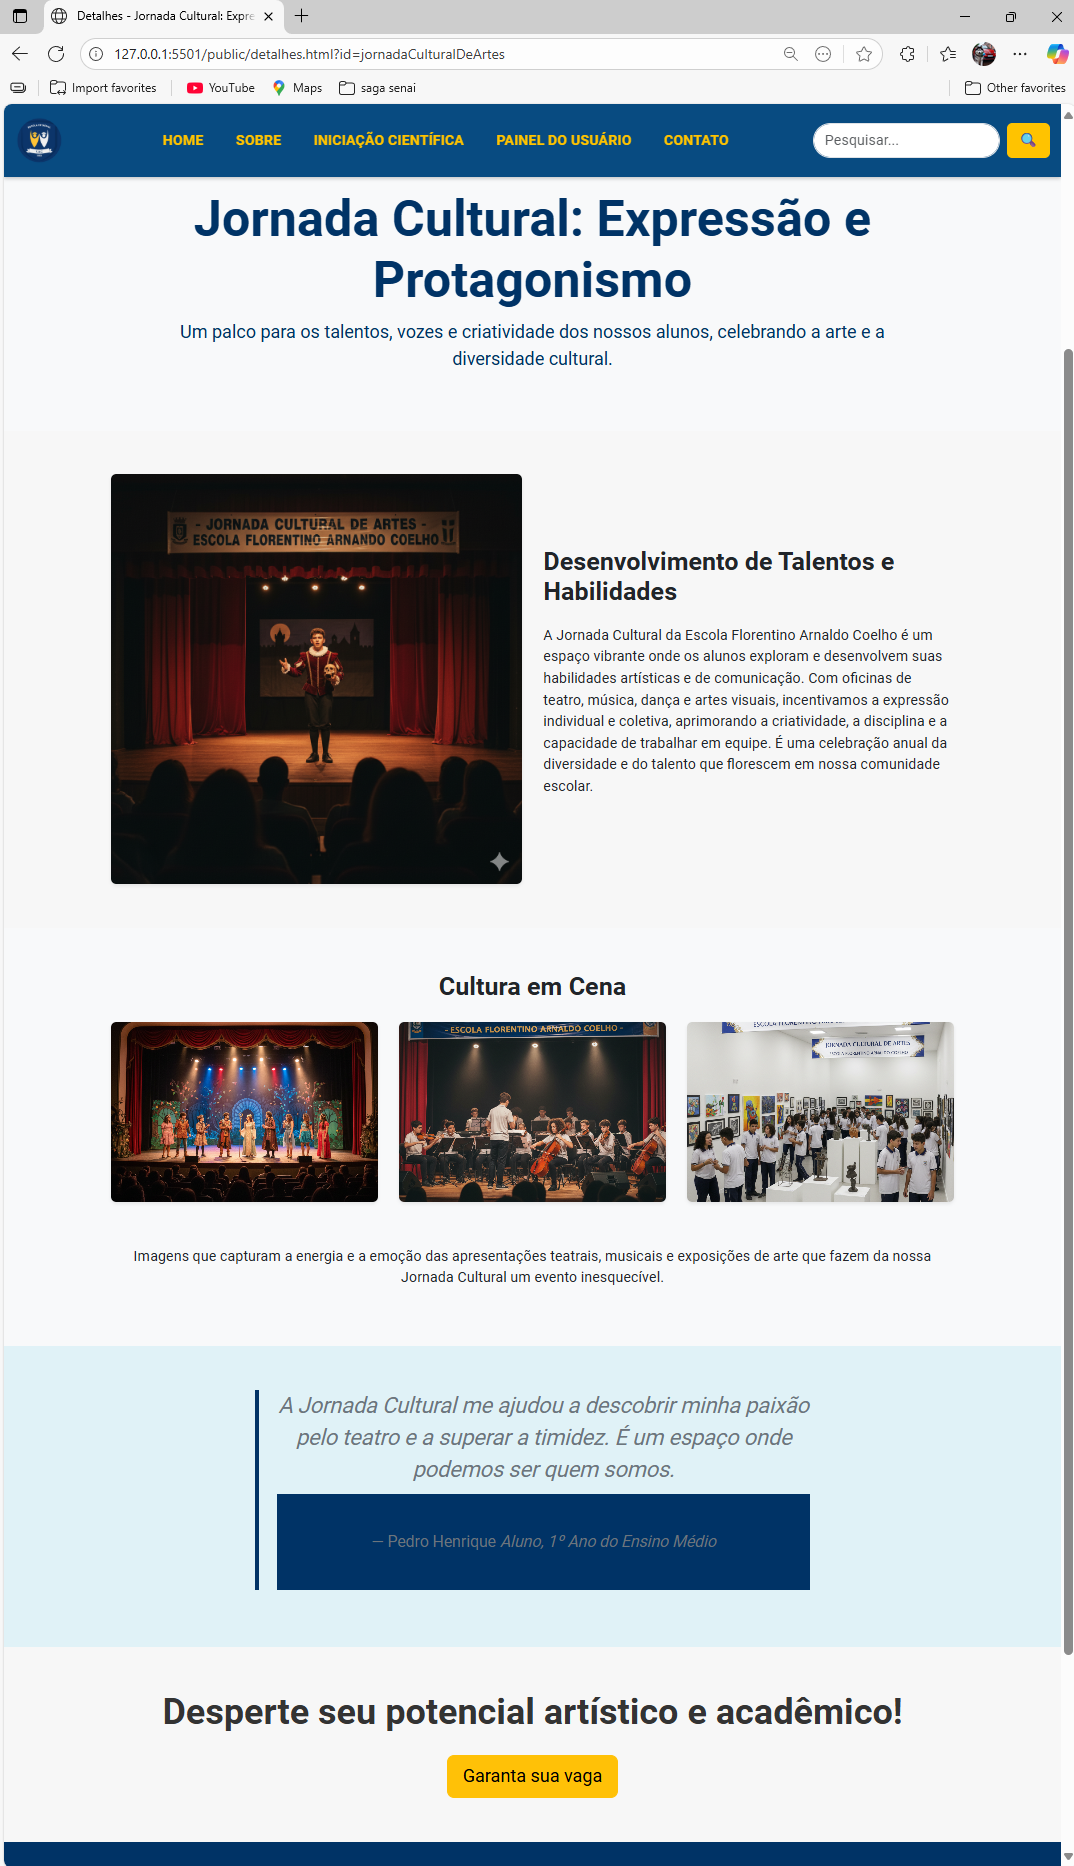 Detalhes - Jornada Cultural: Expre
127.0.0.1:5501/public/detalhes.html?id=jornadaCulturalDeArtes
Import favorites
YouTube
Maps
saga senai
Other favorites
HOME
SOBRE
INICIAÇÃO CIENTÍFICA
PAINEL DO USUÁRIO
CONTATO
Pesquisar...
Jornada Cultural: Expressão e
Protagonismo
Um palco para os talentos, vozes e criatividade dos nossos alunos, celebrando a arte e a
diversidade cultural.
- JORNADA CULTURAL DE ARTES -
ESCOLA FLORENTINO ARNANDO COELHO
Desenvolvimento de Talentos e
Habilidades
A Jornada Cultural da Escola Florentino Arnaldo Coelho é um
espaço vibrante onde os alunos exploram e desenvolvem suas
habilidades artísticas e de comunicação. Com oficinas de
teatro, música, dança e artes visuais, incentivamos a expressão
individual e coletiva, aprimorando a criatividade, a disciplina e a
capacidade de trabalhar em equipe. É uma celebração anual da
diversidade e do talento que florescem em nossa comunidade
escolar.
Cultura em Cena
- ESCOLA FLORENTINO ARNALDO COELHO -
ESCOLA FLORENTINO
JORNADA CULTURAL DE ARTES
Imagens que capturam a energia e a emoção das apresentações teatrais, musicais e exposições de arte que fazem da nossa
Jornada Cultural um evento inesquecível.
A Jornada Cultural me ajudou a descobrir minha paixão
pelo teatro e a superar a timidez. É um espaço onde
podemos ser quem somos.
— Pedro Henrique Aluno, 1º Ano do Ensino Médio
Desperte seu potencial artístico e acadêmico!
Garanta sua vaga